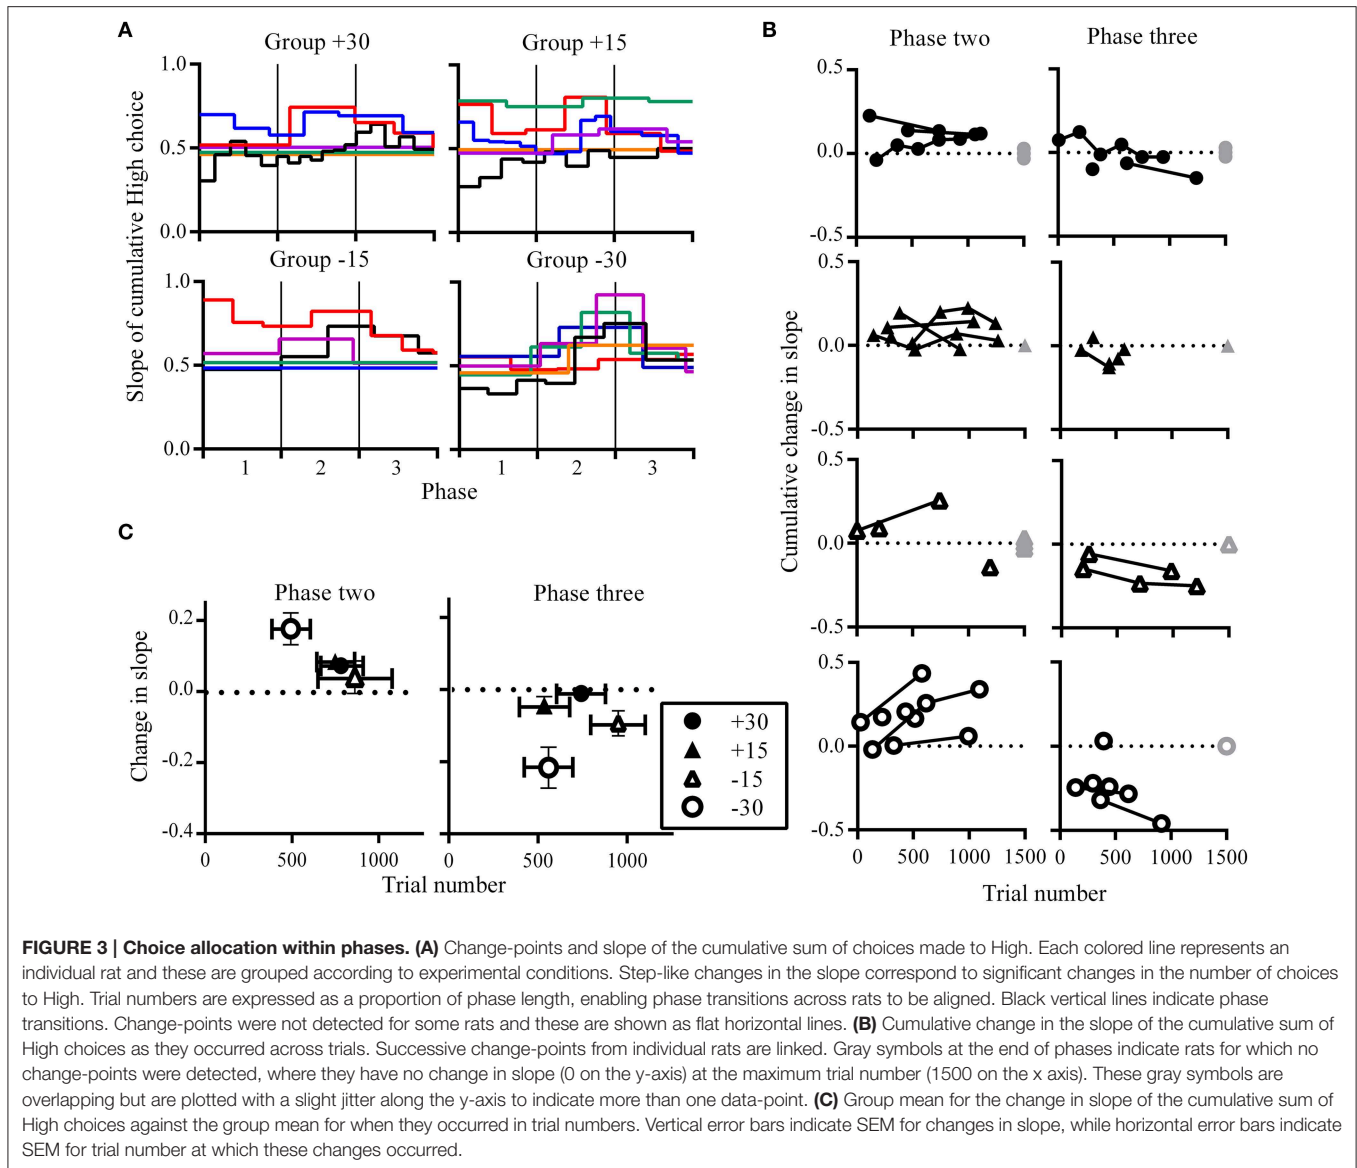 A
Group +30
Group +15
1.0
0.5
0.0
Group -15
Group -30
1.0
0.5
0.0
Slope of cumulative High choice
1 2 3 1 2 3
Phase
B
Phase two
Phase three
0.5
0.0
-0.5
0.5
0.0
-0.5
0.5
0.0
-0.5
0.5
0.0
-0.5
Cumulative change in slope
0 500 1000 1500 0 500 1000 1500
Trial number
C
Phase two
Phase three
0.2
0.0
-0.2
-0.4
Change in slope
0 500 1000 0 500 1000
Trial number
+30
+15
-15
-30
FIGURE 3 | Choice allocation within phases. (A) Change-points and slope of the cumulative sum of choices made to High. Each colored line represents an
individual rat and these are grouped according to experimental conditions. Step-like changes in the slope correspond to significant changes in the number of choices
to High. Trial numbers are expressed as a proportion of phase length, enabling phase transitions across rats to be aligned. Black vertical lines indicate phase
transitions. Change-points were not detected for some rats and these are shown as flat horizontal lines. (B) Cumulative change in the slope of the cumulative sum of
High choices as they occurred across trials. Successive change-points from individual rats are linked. Gray symbols at the end of phases indicate rats for which no
change-points were detected, where they have no change in slope (0 on the y-axis) at the maximum trial number (1500 on the x axis). These gray symbols are
overlapping but are plotted with a slight jitter along the y-axis to indicate more than one data-point. (C) Group mean for the change in slope of the cumulative sum of
High choices against the group mean for when they occurred in trial numbers. Vertical error bars indicate SEM for changes in slope, while horizontal error bars indicate
SEM for trial number at which these changes occurred.